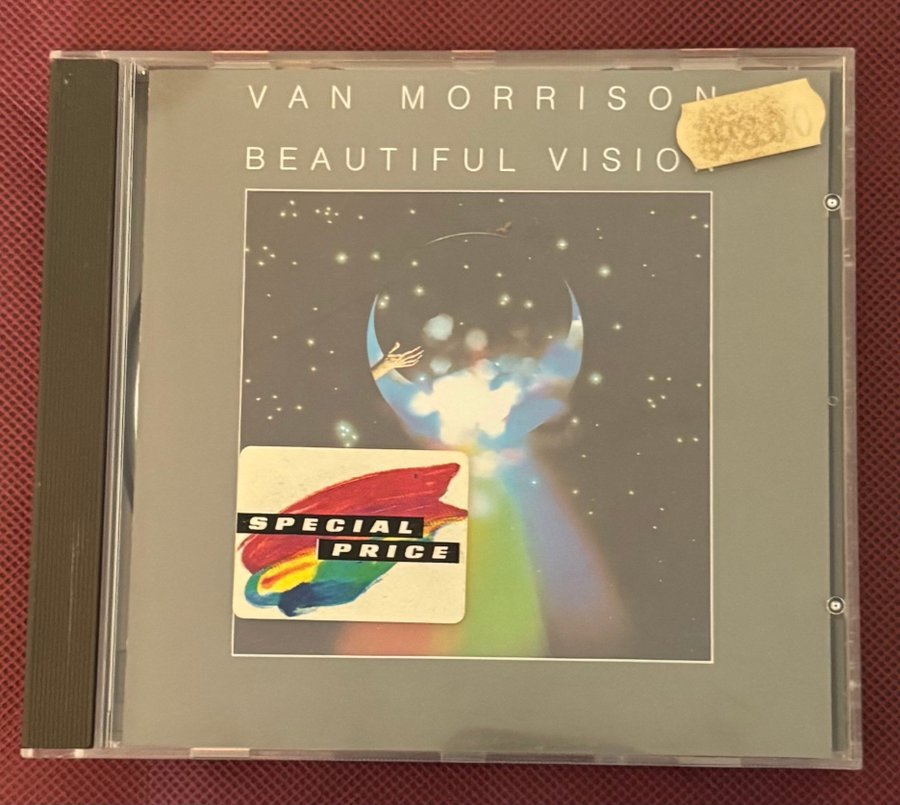 VAN MORRISON
BEAUTIFUL VISIO
SPECIAL
PRICE